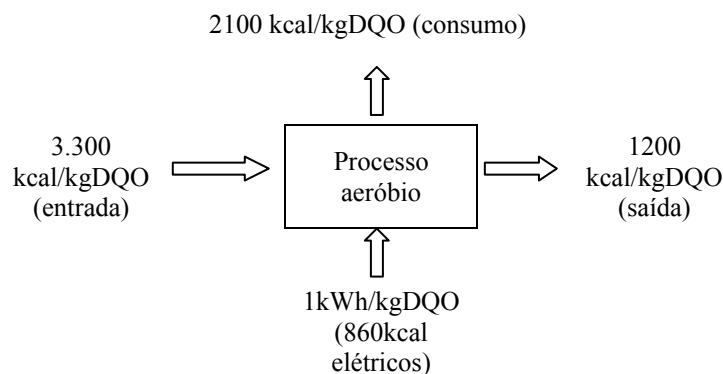 2100 kcal/kgDQO (consumo)
3.300
kcal/kgDQO
(entrada)
Processo
aeróbio
1200
kcal/kgDQO
(saída)
1kWh/kgDQO
(860kcal
elétricos)